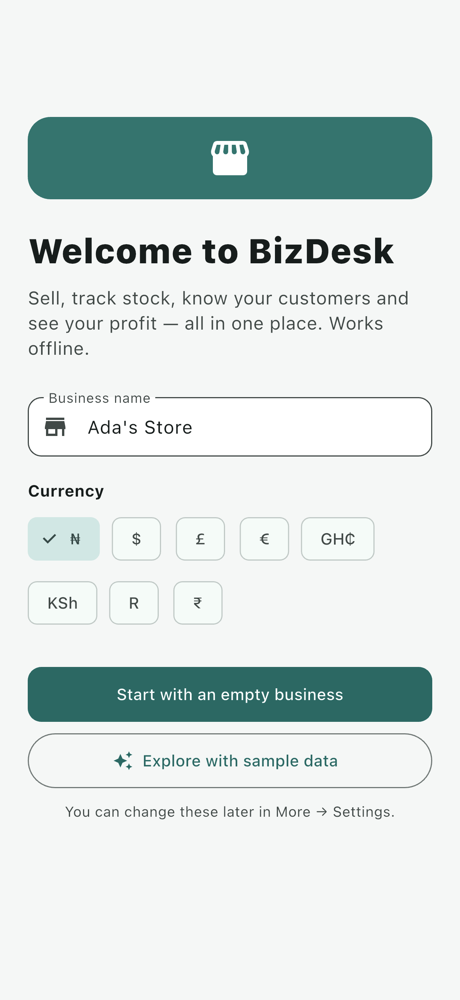 Welcome to BizDesk
Sell, track stock, know your customers and
see your profit — all in one place. Works
offline.
Business name
Ada's Store
Currency
₦ $ £ € GH₵
KSh R ₹
Start with an empty business
Explore with sample data
You can change these later in More → Settings.